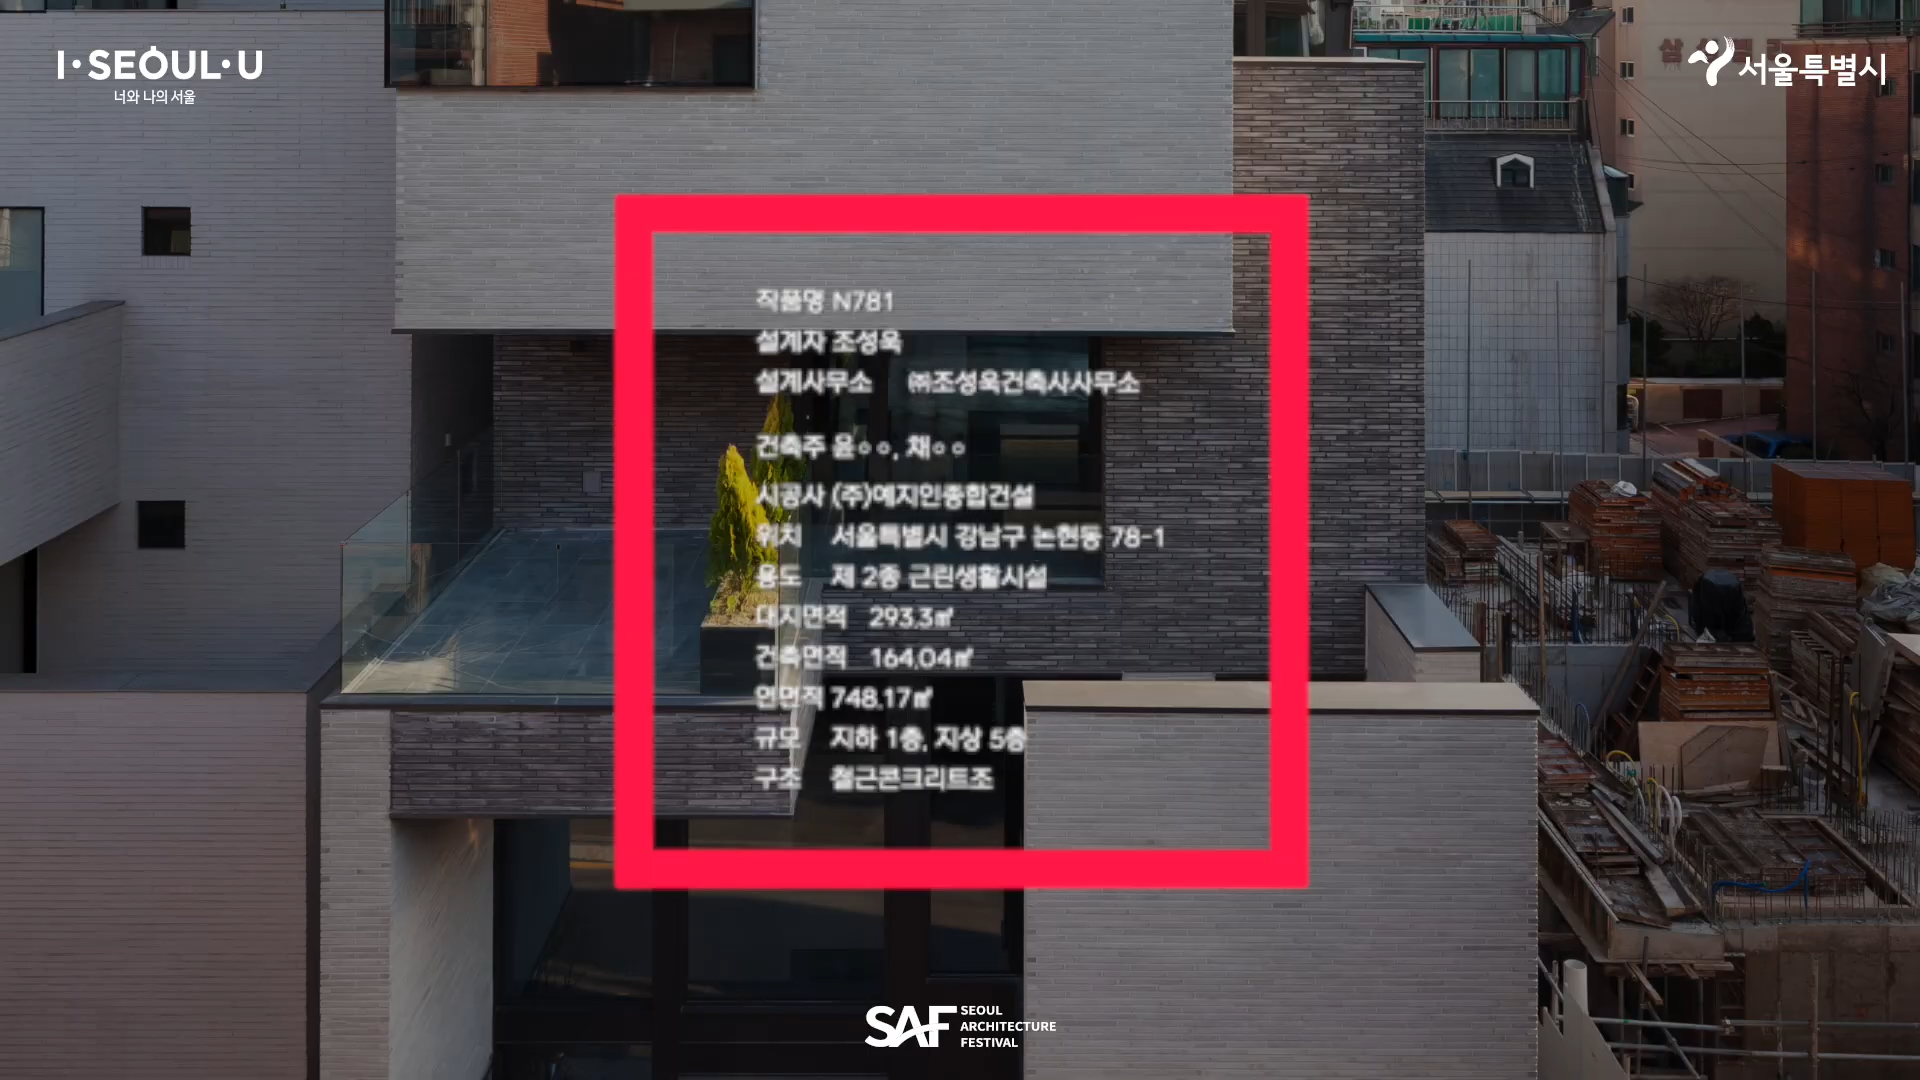 I·SEOUL·U
너와 나의 서울
서울특별시
작품명 N781
설계자 조성욱
설계사무소 ㈜조성욱건축사사무소
건축주 윤○○, 채○○
시공사 (주)예지인종합건설
위치 서울특별시 강남구 논현동 78-1
용도 제 2종 근린생활시설
대지면적 293.3㎡
건축면적 164.04㎡
연면적 748.17㎡
규모 지하 1층, 지상 5층
구조 철근콘크리트조
SAF SEOUL
ARCHITECTURE
FESTIVAL